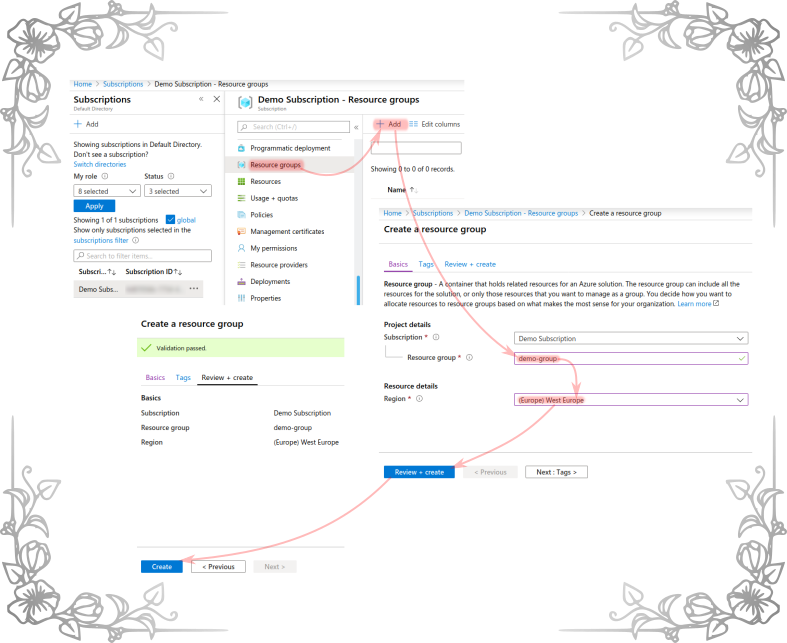 Home > Subscriptions > Demo Subscription - Resource groups
Subscriptions
Default Directory
« ×
+ Add
Showing subscriptions in Default Directory.
Don't see a subscription?
Switch directories
My role
Status
8 selected
3 selected
Apply
Showing 1 of 1 subscriptions
global
Show only subscriptions selected in the
subscriptions filter
Search to filter items...
Subscri... ↑↓ Subscription ID ↑↓
Demo Subs...
...
Demo Subscription - Resource groups
Subscription
Search (Ctrl+/)
«
Programmatic deployment
Resource groups
Resources
Usage + quotas
Policies
Management certificates
My permissions
Resource providers
Deployments
Properties
+ Add
Edit columns
Showing 0 to 0 of 0 records.
Name ↑↓
Home > Subscriptions > Demo Subscription - Resource groups > Create a resource group
Create a resource group
Basics Tags Review + create
Resource group - A container that holds related resources for an Azure solution. The resource group can include all the
resources for the solution, or only those resources that you want to manage as a group. You decide how you want to
allocate resources to resource groups based on what makes the most sense for your organization. Learn more
Project details
Subscription *
Demo Subscription
Resource group *
demo-group
Resource details
Region *
(Europe) West Europe
Review + create
< Previous
Next : Tags >
Create a resource group
Validation passed.
Basics Tags Review + create
Basics
Subscription Demo Subscription
Resource group demo-group
Region (Europe) West Europe
Create
< Previous
Next >